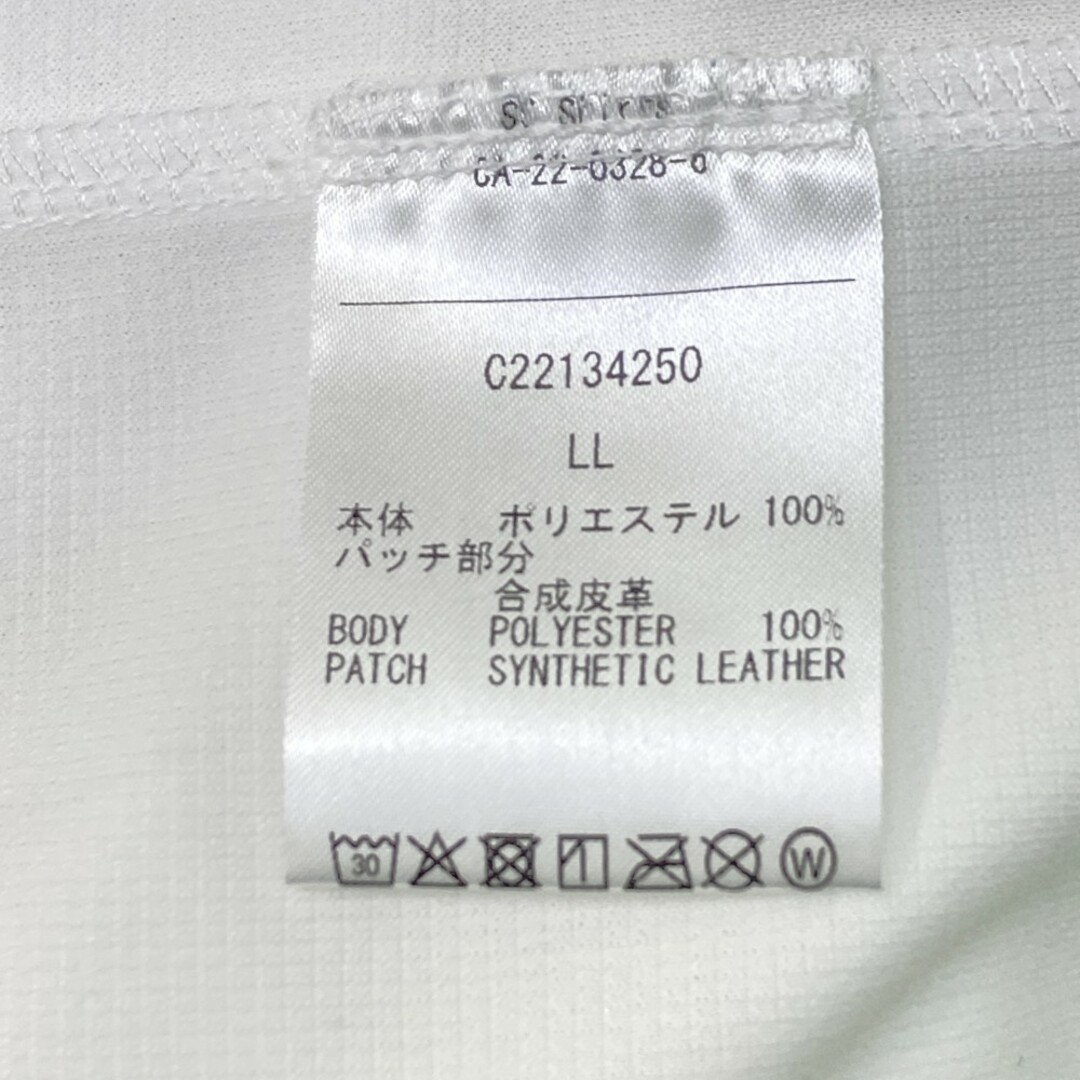 C22134250
LL
本体 ポリエステル 100%
パッチ部分
合成皮革
BODY POLYESTER 100%
PATCH SYNTHETIC LEATHER
30
W